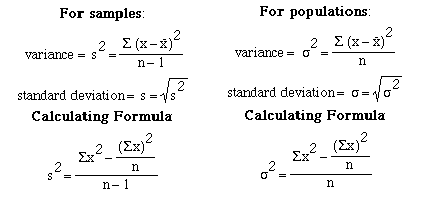 For samples:
variance = s² = Σ (x-x̄)² / n-1
standard deviation= s = √s²
Calculating Formula
s² = Σx² - (Σx)²/n / n-1
For populations:
variance = σ² = Σ (x-x̄)² / n
standard deviation= σ = √σ²
Calculating Formula
σ² = Σx² - (Σx)²/n / n